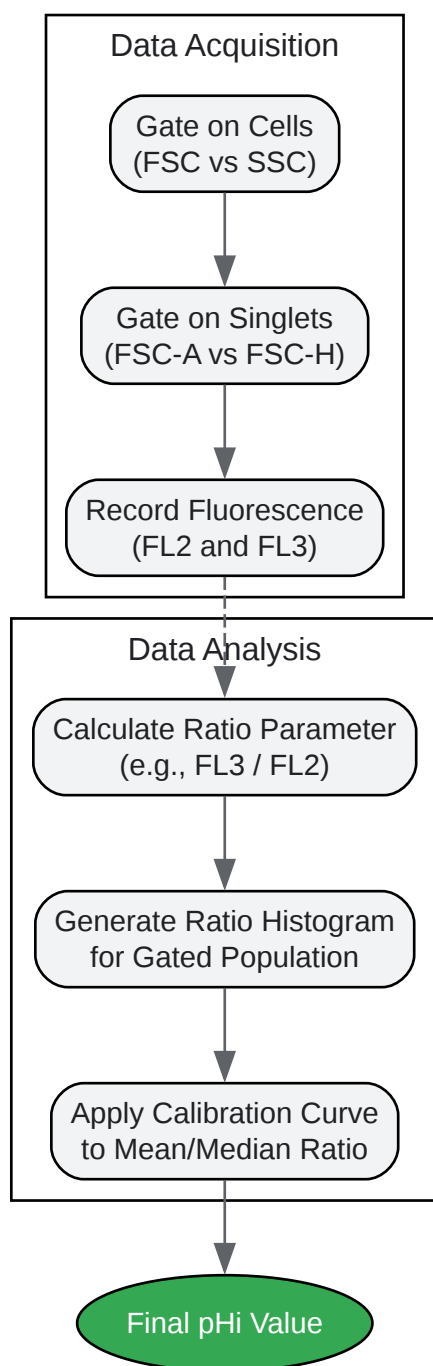 Data Acquisition
Gate on Cells
(FSC vs SSC)
Gate on Singlets
(FSC-A vs FSC-H)
Record Fluorescence
(FL2 and FL3)
Data Analysis
Calculate Ratio Parameter
(e.g., FL3 / FL2)
Generate Ratio Histogram
for Gated Population
Apply Calibration Curve
to Mean/Median Ratio
Final pHi Value